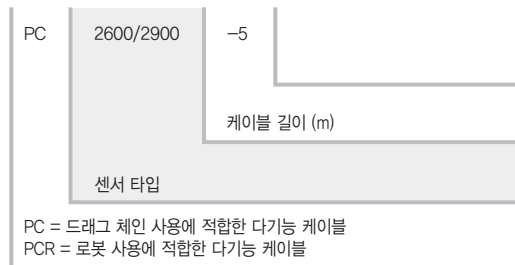 PC 2600/2900 –5
케이블 길이 (m)
센서 타입
PC = 드래그 체인 사용에 적합한 다기능 케이블
PCR = 로봇 사용에 적합한 다기능 케이블